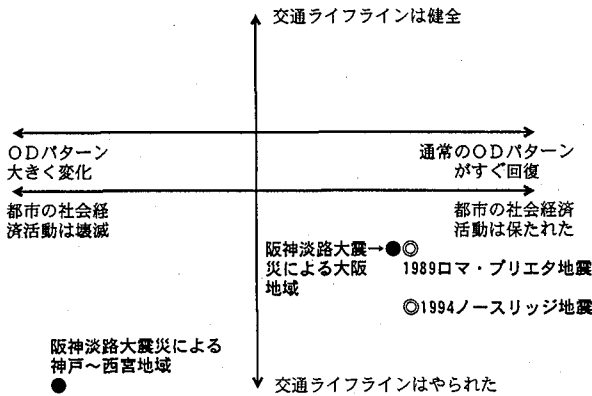 交通ライフラインは健全
ODパターン
大きく変化
通常のODパターン
がすぐ回復
都市の社会経
済活動は壊滅
都市の社会経済
活動は保たれた
阪神淡路大震→●◎
災による大阪
地域
1989ロマ・プリエタ地震
◎1994ノースリッジ地震
阪神淡路大震災による
神戸～西宮地域
●
交通ライフラインはやられた